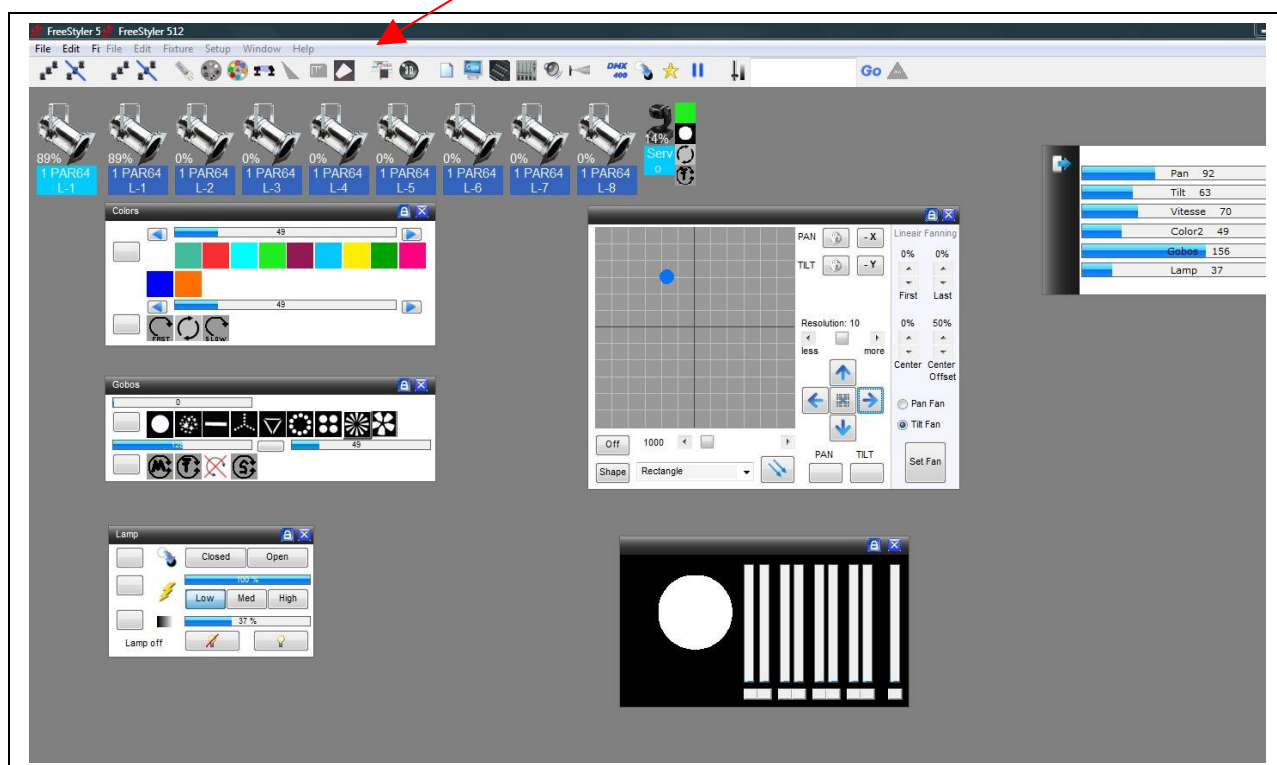 FreeStyler 5 FreeStyler 512
File Edit Fi File Edit Fixture Setup Window Help
3D DMX 400 Go
89% 89% 0% 0% 0% 0% 0% 0% 0% 14%
1 PAR64 L-1
1 PAR64 L-1
1 PAR64 L-2
1 PAR64 L-3
1 PAR64 L-4
1 PAR64 L-5
1 PAR64 L-6
1 PAR64 L-7
1 PAR64 L-8
Serv o
Pan 92
Tilt 63
Vitesse 70
Color2 49
Gobos 156
Lamp 37
Colors
49
49
FAST SLOW
Gobos
0
49
M T S
Lamp
Closed Open
100 %
Low Med High
37 %
Lamp off
PAN -X
TILT -Y
Resolution: 10
less more
Off 1000
Shape Rectangle
PAN TILT
Linear Fanning
0% 0%
First Last
0% 50%
Center Center Offset
Pan Fan
Tilt Fan
Set Fan